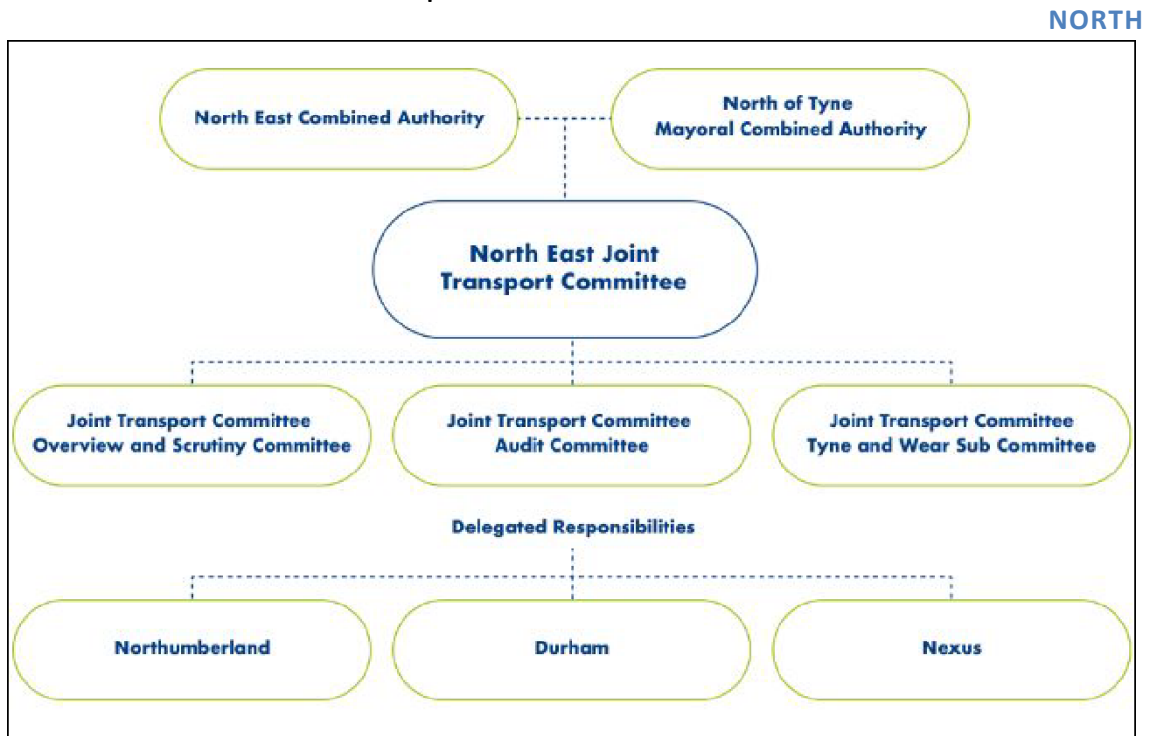 NORTH
North East Combined Authority
North of Tyne
Mayoral Combined Authority
North East Joint
Transport Committee
Joint Transport Committee
Overview and Scrutiny Committee
Joint Transport Committee
Audit Committee
Joint Transport Committee
Tyne and Wear Sub Committee
Delegated Responsibilities
Northumberland
Durham
Nexus